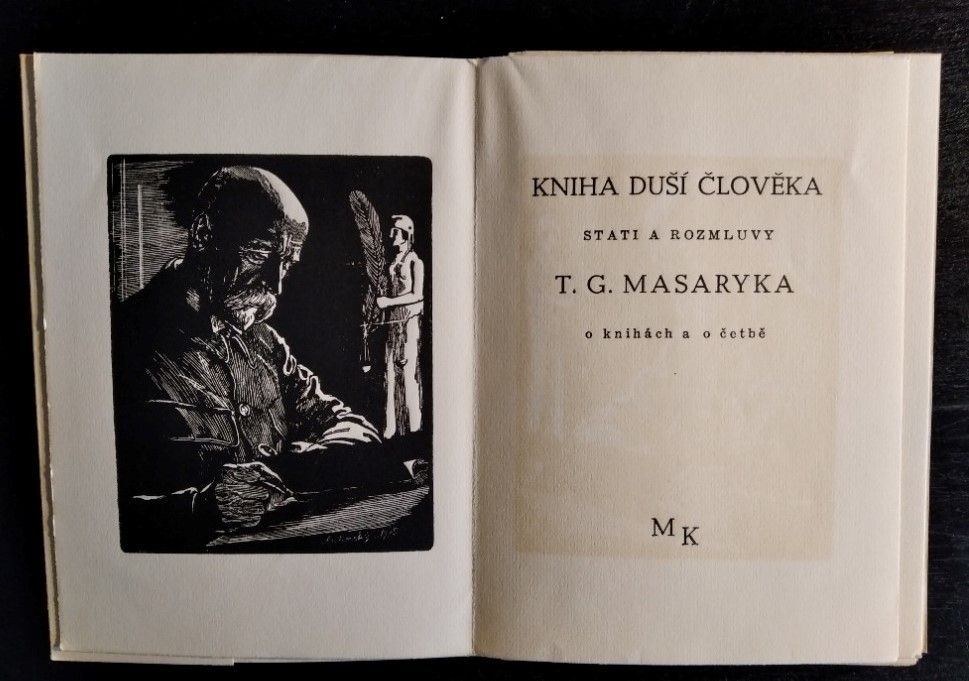 KNIHA DUŠÍ ČLOVĚKA
STATI A ROZMLUVY
T. G. MASARYKA
o knihách a o četbě
MK